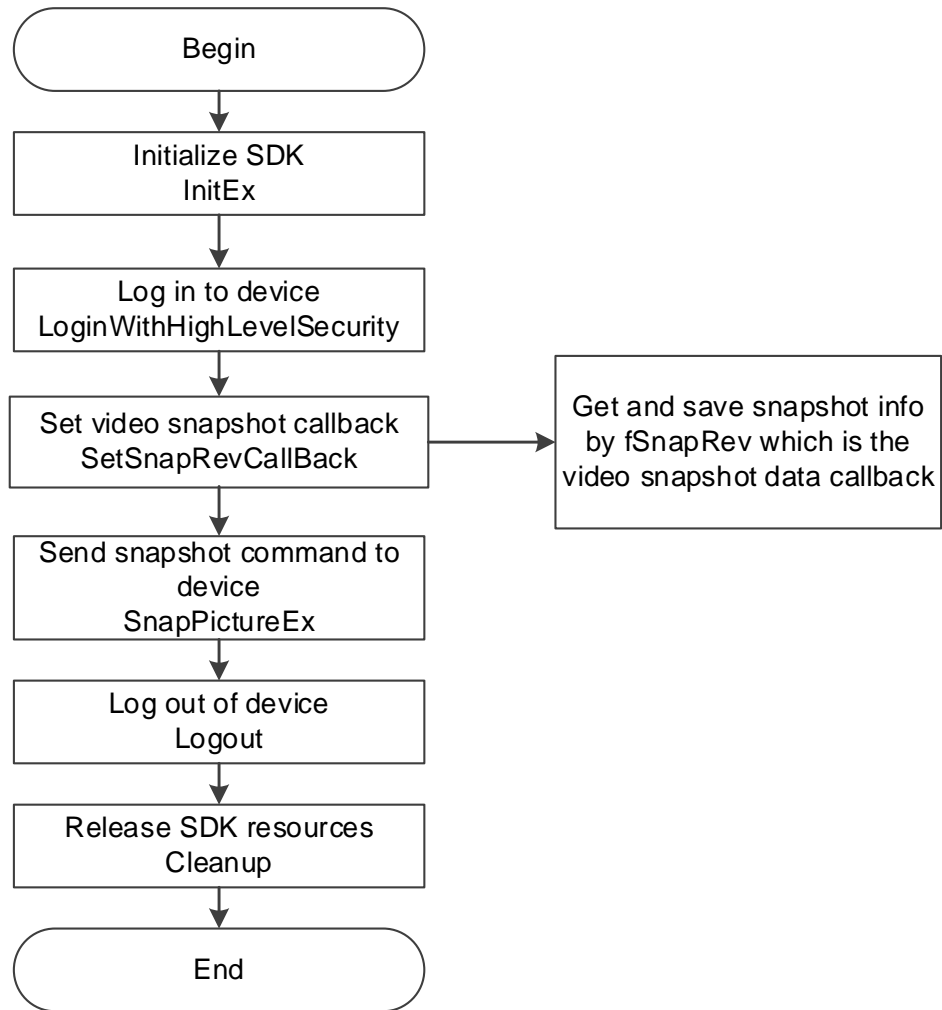 Begin
Initialize SDK
InitEx
Log in to device
LoginWithHighLevelSecurity
Set video snapshot callback
SetSnapRevCallBack
Get and save snapshot info
by fSnapRev which is the
video snapshot data callback
Send snapshot command to
device
SnapPictureEx
Log out of device
Logout
Release SDK resources
Cleanup
End